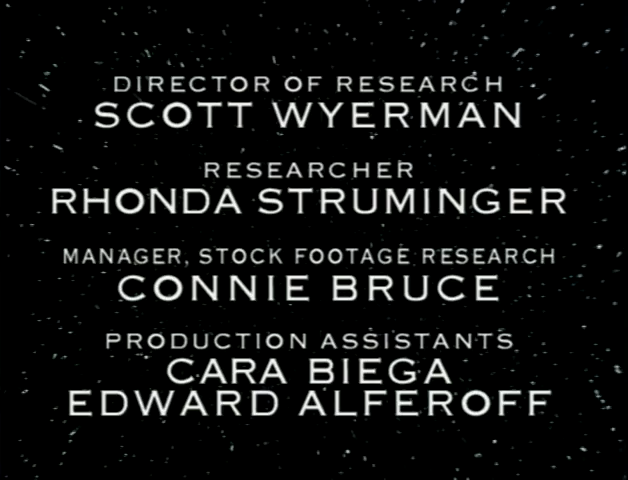 DIRECTOR OF RESEARCH
SCOTT WYERMAN
RESEARCHER
RHONDA STRUMINGER
MANAGER, STOCK FOOTAGE RESEARCH
CONNIE BRUCE
PRODUCTION ASSISTANTS
CARA BIEGA
EDWARD ALFEROFF